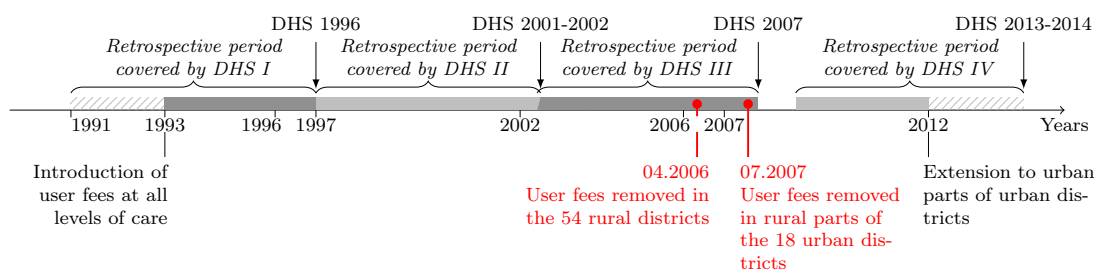 DHS 1996
DHS 2001-2002
DHS 2007
DHS 2013-2014
Retrospective period
covered by DHS I
Retrospective period
covered by DHS II
Retrospective period
covered by DHS III
Retrospective period
covered by DHS IV
1991
1993
1996
1997
2002
2006
2007
2012
Years
Introduction of
user fees at all
levels of care
04.2006
User fees removed in
the 54 rural districts
07.2007
User fees removed
in rural parts of
the 18 urban dis-
tricts
Extension to urban
parts of urban dis-
tricts